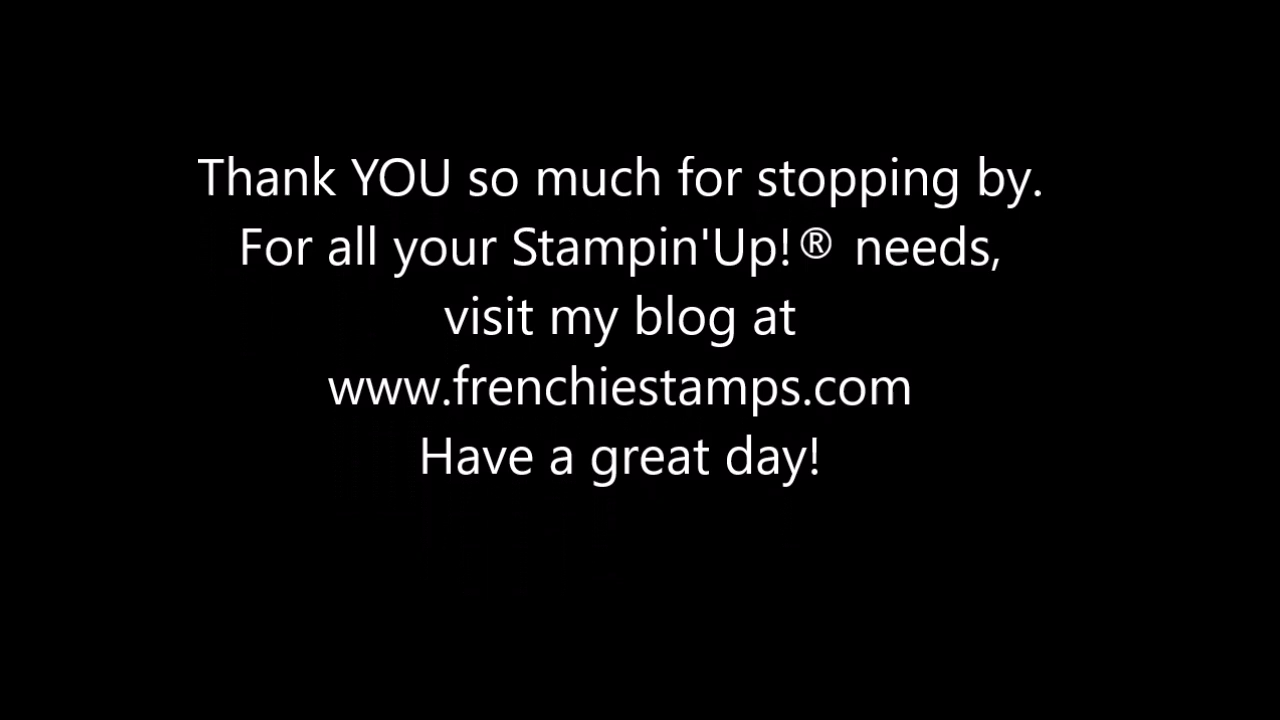 Thank YOU so much for stopping by.
For all your Stampin'Up!® needs,
visit my blog at
www.frenchiestamps.com
Have a great day!